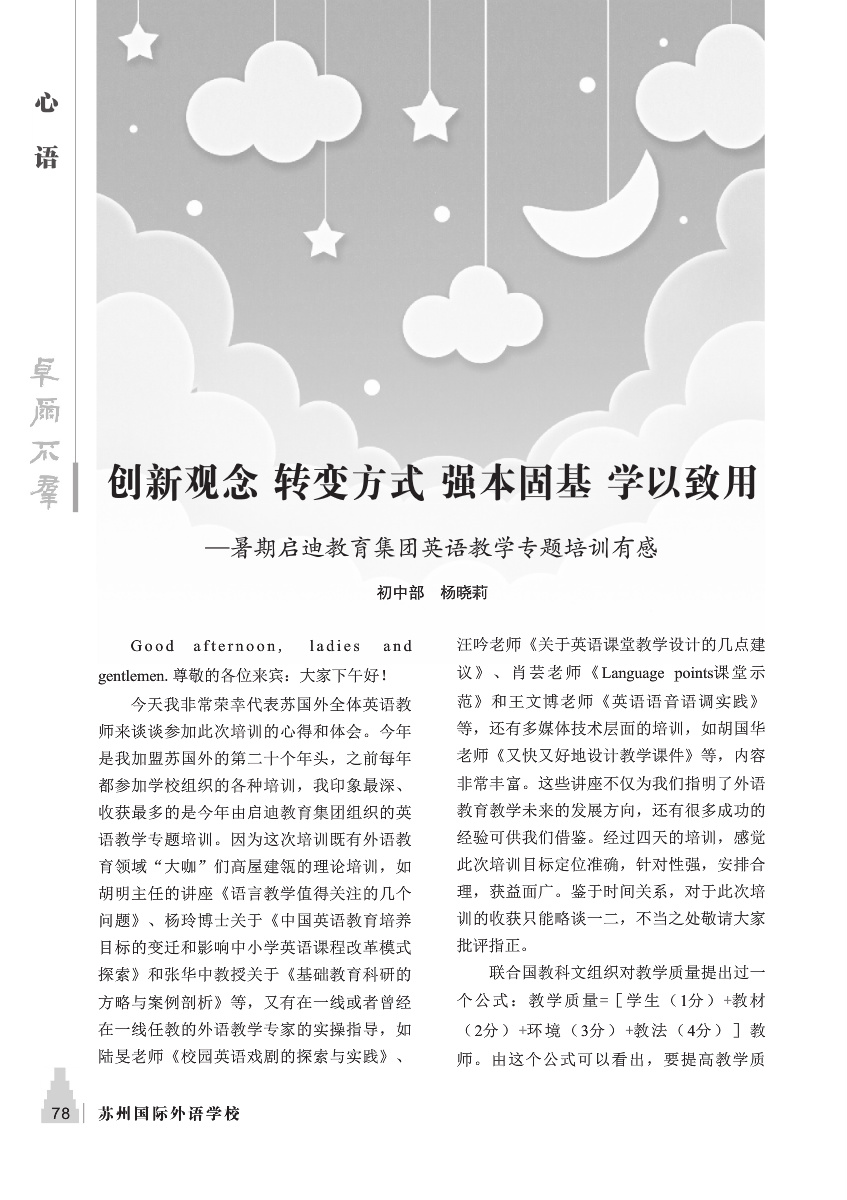 心
语
卓
尔
不
群
创新观念 转变方式 强本固基 学以致用
—暑期启迪教育集团英语教学专题培训有感
初中部 杨晓莉
Good afternoon, ladies and
gentlemen. 尊敬的各位来宾：大家下午好！
今天我非常荣幸代表苏国外全体英语教
师来谈谈参加此次培训的心得和体会。今年
是我加盟苏国外的第二十个年头，之前每年
都参加学校组织的各种培训，我印象最深、
收获最多的是今年由启迪教育集团组织的英
语教学专题培训。因为这次培训既有外语教
育领域“大咖”们高屋建瓴的理论培训，如
胡明主任的讲座《语言教学值得关注的几个
问题》、杨玲博士关于《中国英语教育培养
目标的变迁和影响中小学英语课程改革模式
探索》和张华中教授关于《基础教育科研的
方略与案例剖析》等，又有在一线或者曾经
在一线任教的外语教学专家的实操指导，如
陆旻老师《校园英语戏剧的探索与实践》、
汪吟老师《关于英语课堂教学设计的几点建
议》、肖芸老师《Language points课堂示
范》和王文博老师《英语语音语调实践》
等，还有多媒体技术层面的培训，如胡国华
老师《又快又好地设计教学课件》等，内容
非常丰富。这些讲座不仅为我们指明了外语
教育教学未来的发展方向，还有很多成功的
经验可供我们借鉴。经过四天的培训，感觉
此次培训目标定位准确，针对性强，安排合
理，获益面广。鉴于时间关系，对于此次培
训的收获只能略谈一二，不当之处敬请大家
批评指正。
联合国教科文组织对教学质量提出过一
个公式：教学质量=［学生（1分）+教材
（2分）+环境（3分）+教法（4分）］教
师。由这个公式可以看出，要提高教学质
78
苏州国际外语学校